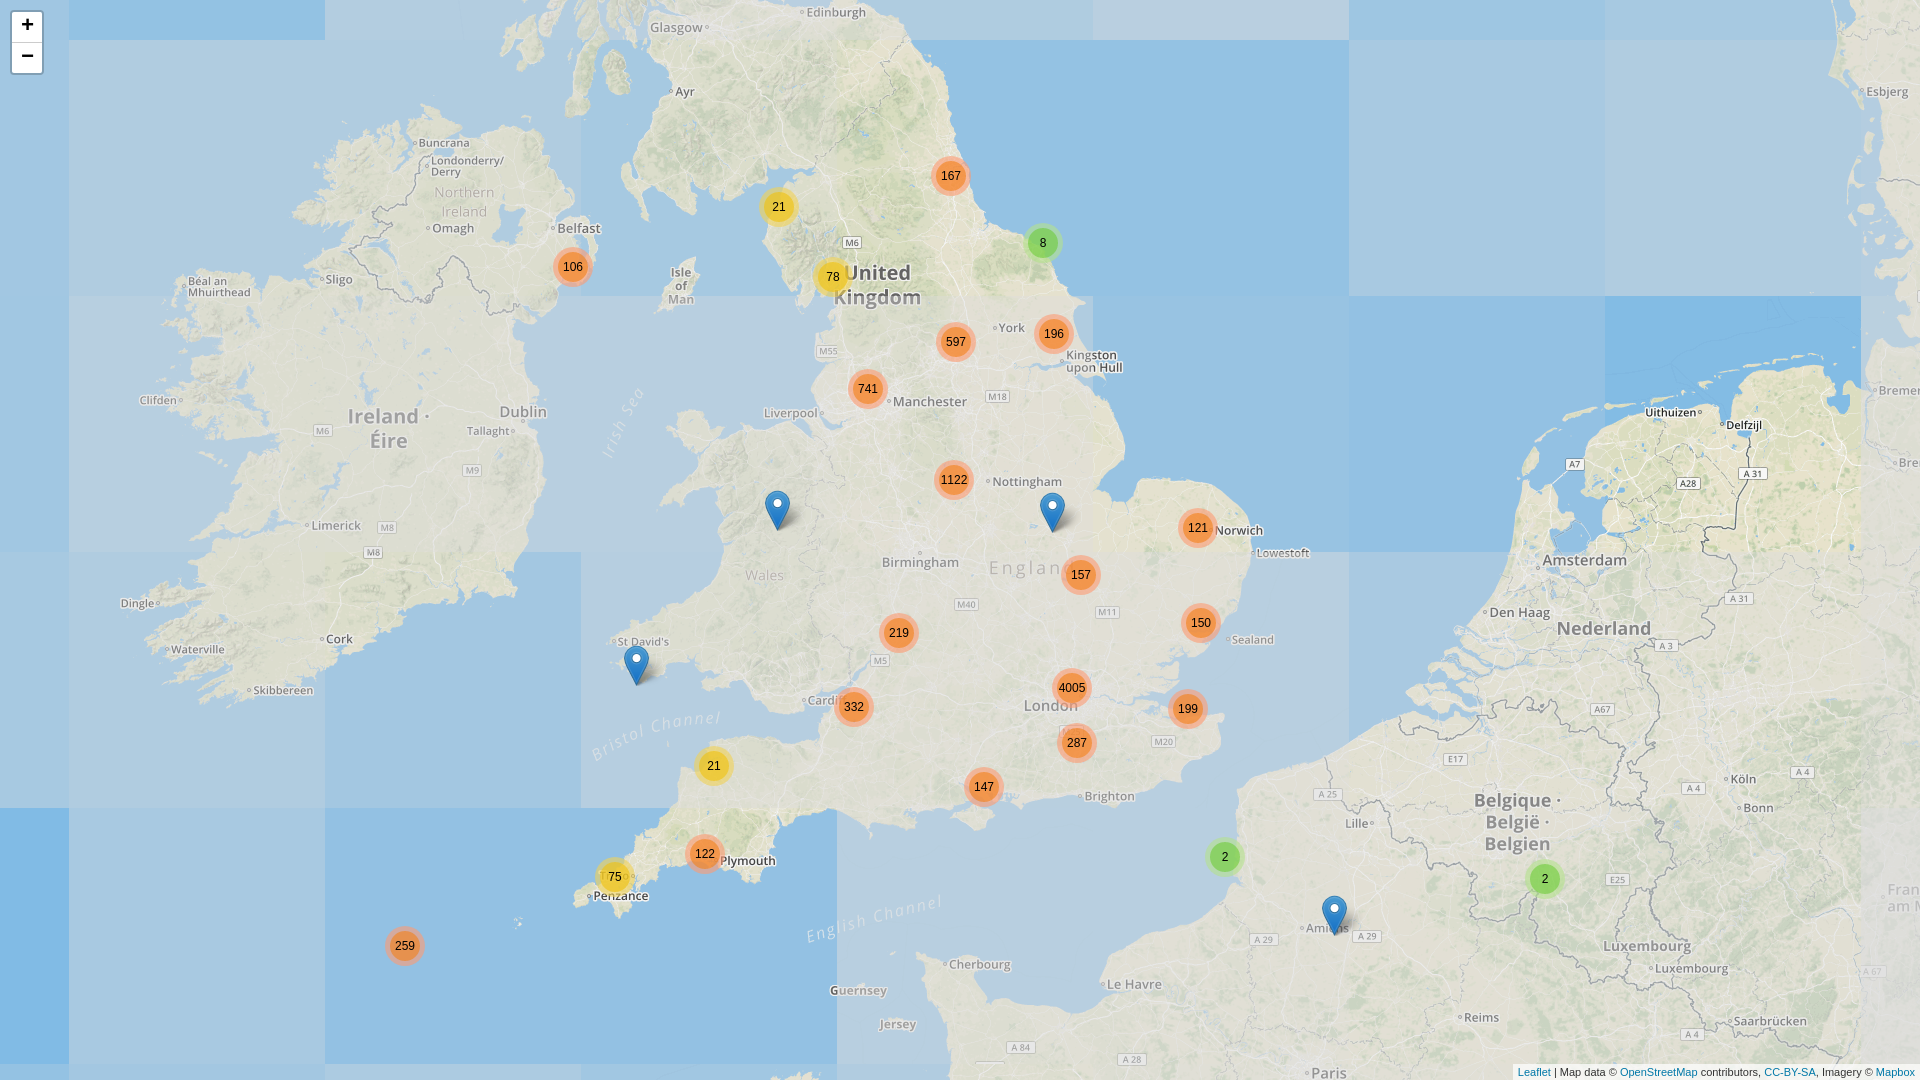 +
−
Edinburgh
Glasgow
Ayr
Esbjerg
Buncrana
Londonderry/
Derry
Northern
Ireland
Omagh
Belfast
167
21
M6
8
106
Isle
of
Man
78
United
Kingdom
Sligo
Béal an
Mhuirthead
York
196
597
M55
Kingston
upon Hull
741
Manchester
M18
Liverpool
Clifden
Dublin
Ireland ·
Éire
M6
Tallaght
Irish Sea
M9
Uithuizen
Delfzijl
A7
A 31
A28
Breme
Bre
1122
Nottingham
121
Norwich
Lowestoft
Limerick
M8
M8
Birmingham
England
157
Wales
Amsterdam
A 31
Dingle
M40
M11
Den Haag
Nederland
Cork
Waterville
St David's
219
150
Sealand
A 3
M5
Skibbereen
4005
London
Cardiff
332
199
A67
Bristol Channel
287
M20
E17
21
147
Brighton
Köln
A 4
A 4
Bonn
A 25
Lille
Belgique ·
België ·
Belgien
122
Plymouth
75
Penzance
2
2
E25
Fran
am M
English Channel
259
Amiens
A 29
A 29
Luxembourg
Luxembourg
A 67
Cherbourg
Le Havre
Guernsey
Jersey
Reims
Saarbrücken
A 4
A 84
A 28
Paris
Leaflet | Map data © OpenStreetMap contributors, CC-BY-SA, Imagery © Mapbox